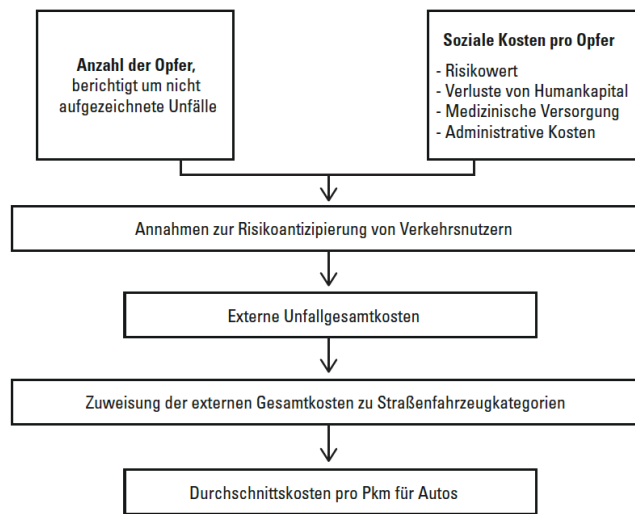 Anzahl der Opfer,
berichtigt um nicht
aufgezeichnete Unfälle
Soziale Kosten pro Opfer
- Risikowert
- Verluste von Humankapital
- Medizinische Versorgung
- Administrative Kosten
Annahmen zur Risikoantizipierung von Verkehrsnutzern
Externe Unfallgesamtkosten
Zuweisung der externen Gesamtkosten zu Straßenfahrzeugkategorien
Durchschnittskosten pro Pkm für Autos